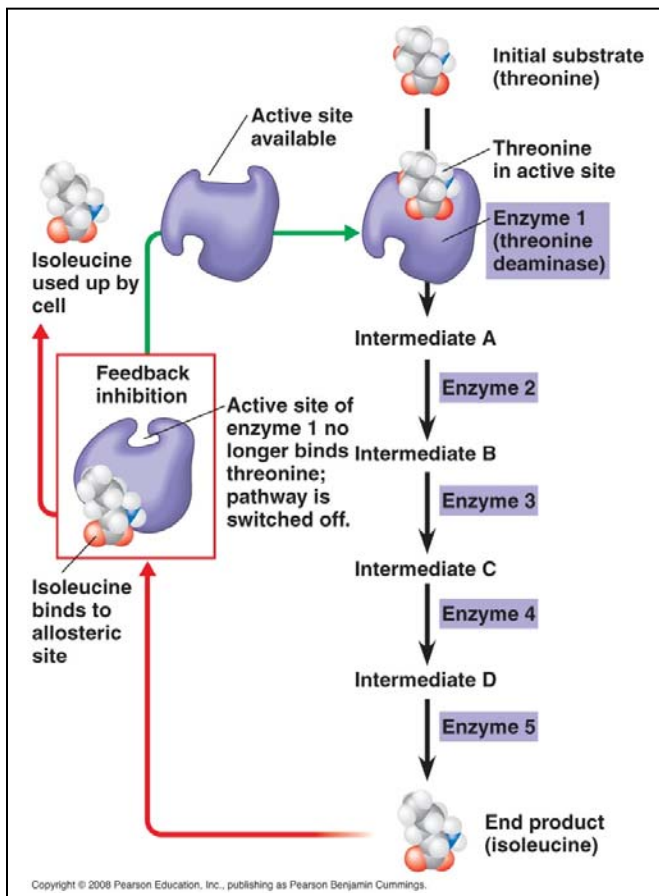 Initial substrate
(threonine)
Active site
available
Threonine
in active site
Enzyme 1
(threonine
deaminase)
Isoleucine
used up by
cell
Intermediate A
Feedback
inhibition
Enzyme 2
Active site of
enzyme 1 no
longer binds
threonine;
pathway is
switched off.
Intermediate B
Enzyme 3
Intermediate C
Isoleucine
binds to
allosteric
site
Enzyme 4
Intermediate D
Enzyme 5
End product
(isoleucine)
Copyright © 2008 Pearson Education, Inc., publishing as Pearson Benjamin Cummings.